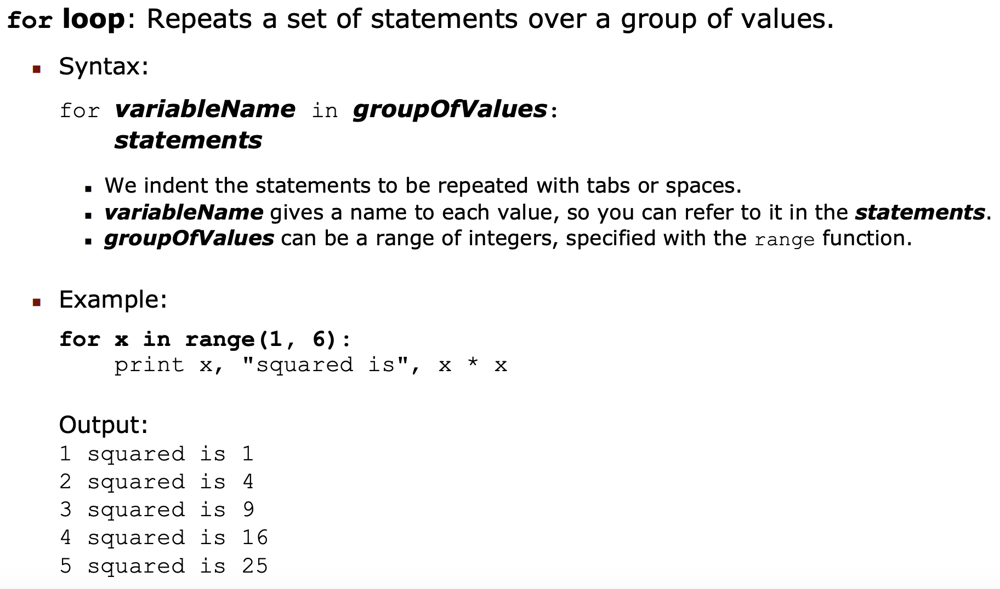 for loop: Repeats a set of statements over a group of values.
Syntax:
for variableName in groupOfValues:
    statements
We indent the statements to be repeated with tabs or spaces.
variableName gives a name to each value, so you can refer to it in the statements.
groupOfValues can be a range of integers, specified with the range function.
Example:
for x in range(1, 6):
    print x, "squared is", x * x
Output:
1 squared is 1
2 squared is 4
3 squared is 9
4 squared is 16
5 squared is 25